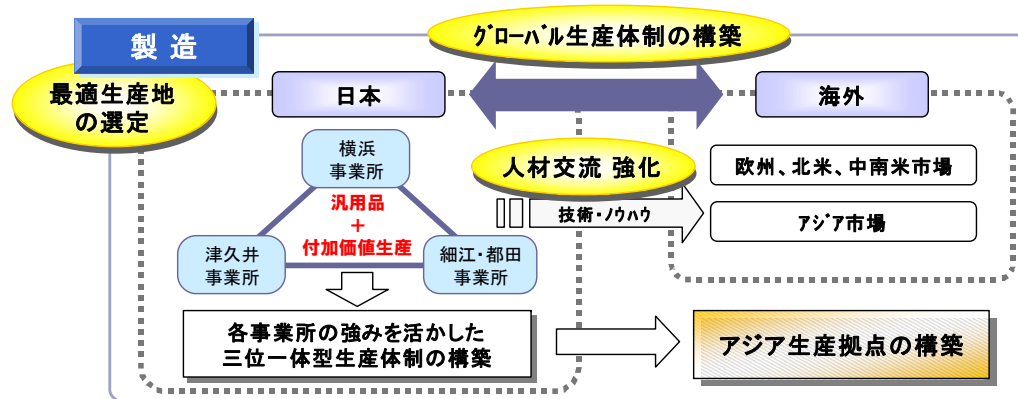 グローバル生産体制の構築
製造
最適生産地
の選定
日本
海外
横浜
事業所
汎用品
+
付加価値生産
津久井
事業所
細江・都田
事業所
人材交流 強化
技術・ノウハウ
欧州、北米、中南米市場
アジア市場
各事業所の強みを活かした
三位一体型生産体制の構築
アジア生産拠点の構築